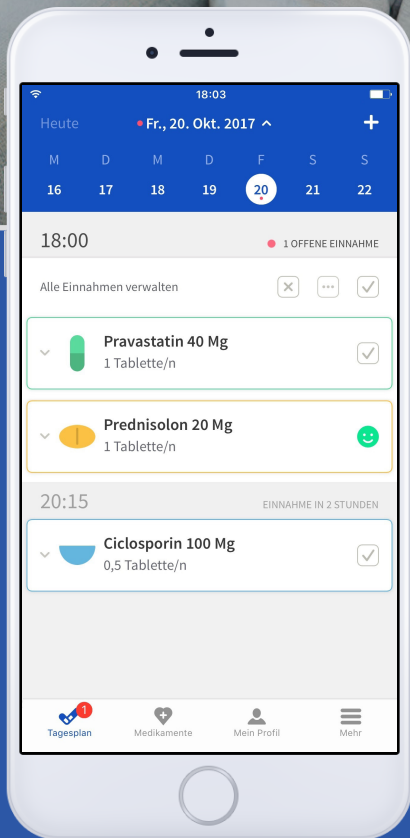 18:03
Heute
Fr., 20. Okt. 2017
M D M D F S S
16 17 18 19 20 21 22
18:00
1 OFFENE EINNAHME
Alle Einnahmen verwalten
Pravastatin 40 Mg
1 Tablette/n
Prednisolon 20 Mg
1 Tablette/n
20:15
EINNAHME IN 2 STUNDEN
Ciclosporin 100 Mg
0,5 Tablette/n
1
Tagesplan Medikamente Mein Profil Mehr